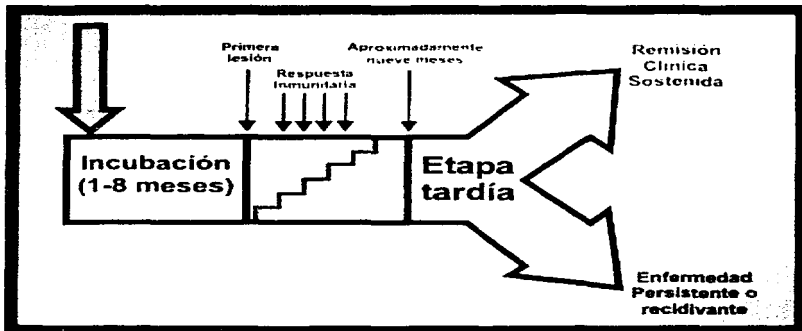 Primera
lesión
Respuesta
Inmunitaria
Aproximadamente
nueve meses
Remisión
Clínica
Sostenida
Incubación
(1-8 meses)
Etapa
tardía
Enfermedad
Persistente o
recidivante